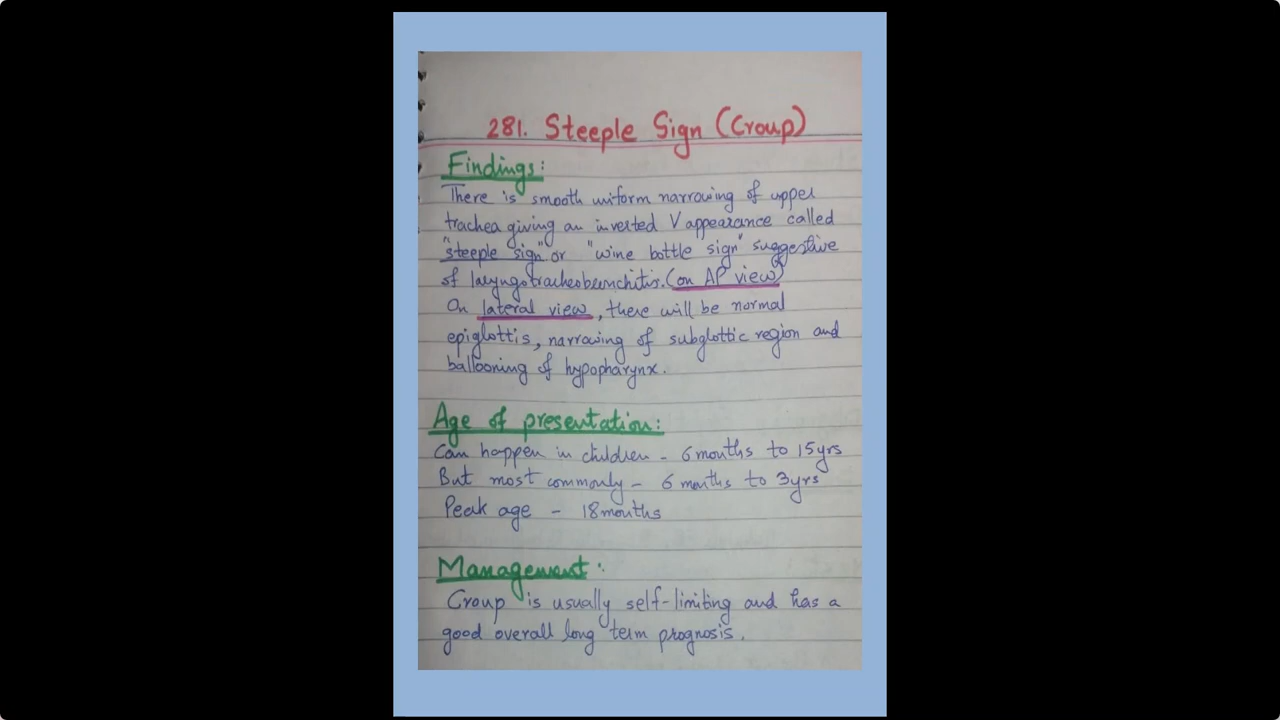 281. Steeple Sign (Croup)
Findings:
There is smooth uniform narrowing of upper
trachea giving an inverted V appearance called
"steeple sign" or "wine bottle sign" suggestive
of laryngotracheobronchitis. (on AP view)
On lateral view, there will be normal
epiglottis, narrowing of subglottic region and
ballooning of hypopharynx.
Age of presentation:
Can happen in children - 6 months to 15yrs
But most commonly - 6 months to 3yrs
Peak age - 18 months
Management:
Croup is usually self-limiting and has a
good overall long term prognosis.